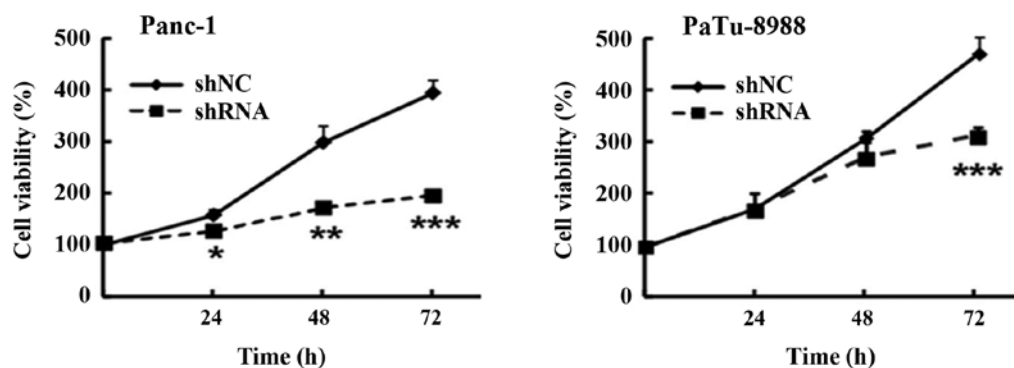 Panc-1
500
400
300
200
100
0
Cell viability (%)
shNC
shRNA
*
**
***
24
48
72
Time (h)
PaTu-8988
500
400
300
200
100
0
Cell viability (%)
shNC
shRNA
***
24
48
72
Time (h)